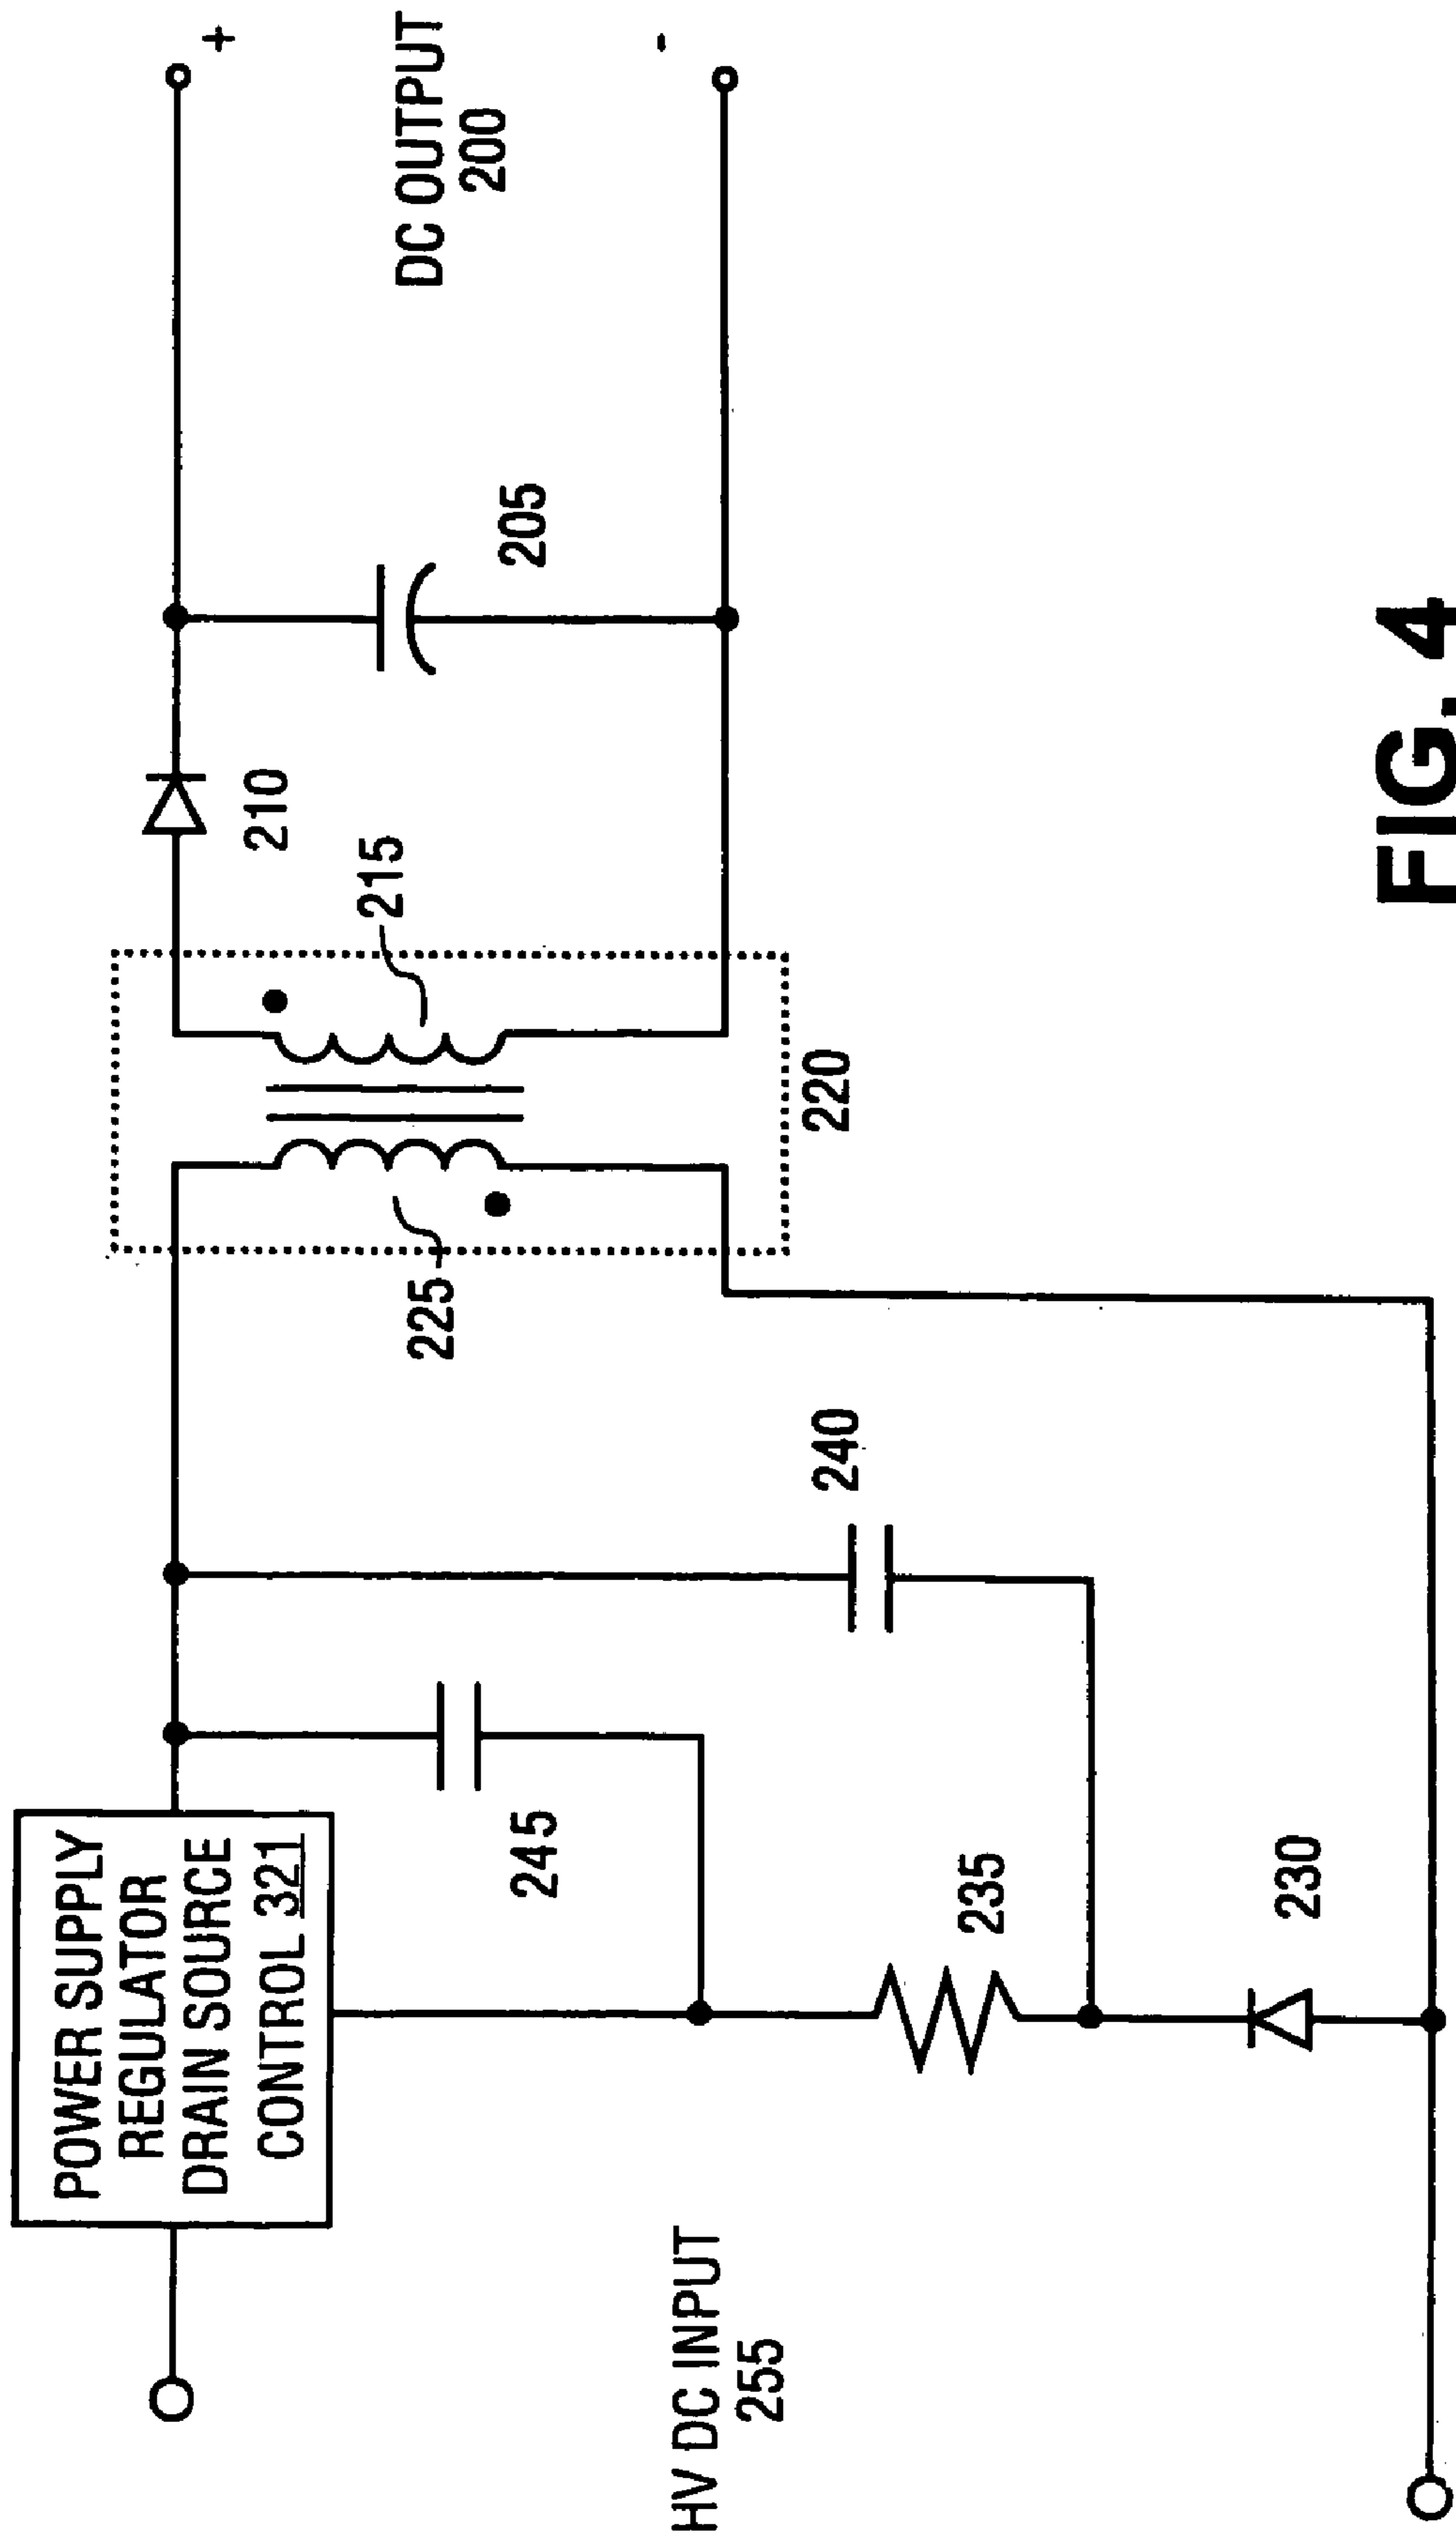 POWER SUPPLY
REGULATOR
DRAIN SOURCE
CONTROL 321
HV DC INPUT
255
245
235
230
240
225
215
220
210
205
+
DC OUTPUT
200
-
FIG. 4